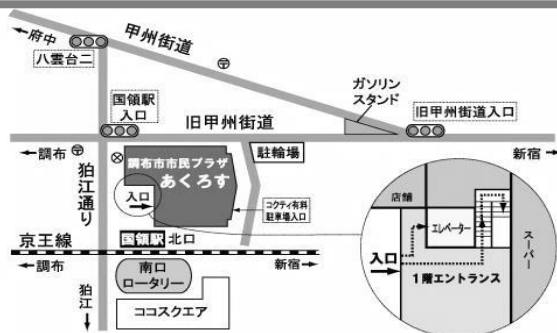 甲州街道
←府中
八雲台二
〒
ガソリン
スタンド
国領駅
入口
旧甲州街道
旧甲州街道入口
←調布
〒
駐輪場
新宿→
狛江通り
調布市市民プラザ
あくろす
入口
コクティ有料
駐車場入口
店舗
エレベーター
スーパー
入口
1階エントランス
京王線
国領駅 北口
←調布
新宿→
南口
ロータリー
狛江
ココスクエア